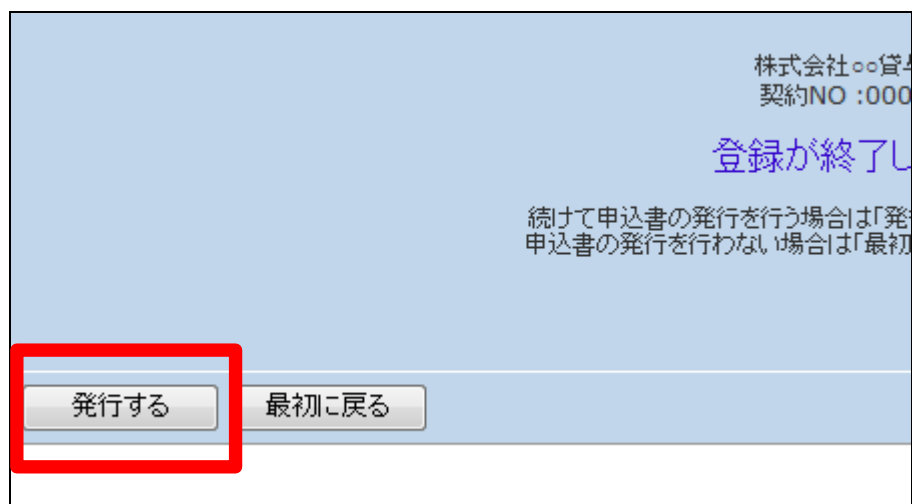 株式会社○○貸
契約NO :000
登録が終了し
続けて申込書の発行を行う場合は「発
申込書の発行を行わない場合は「最初
発行する
最初に戻る